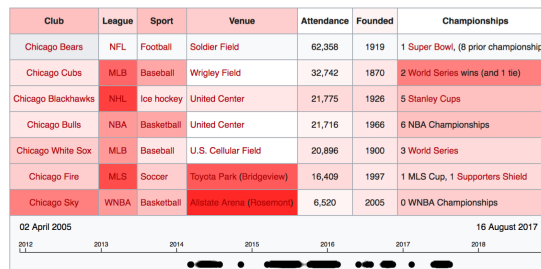 Club League Sport Venue Attendance Founded Championships
Chicago Bears NFL Football Soldier Field 62,358 1919 1 Super Bowl, (8 prior championship
Chicago Cubs MLB Baseball Wrigley Field 32,742 1870 2 World Series wins (and 1 tie)
Chicago Blackhawks NHL Ice hockey United Center 21,775 1926 5 Stanley Cups
Chicago Bulls NBA Basketball United Center 21,716 1966 6 NBA Championships
Chicago White Sox MLB Baseball U.S. Cellular Field 20,896 1900 3 World Series
Chicago Fire MLS Soccer Toyota Park (Bridgeview) 16,409 1997 1 MLS Cup, 1 Supporters Shield
Chicago Sky WNBA Basketball Allstate Arena (Rosemont) 6,520 2005 0 WNBA Championships
02 April 2005 16 August 2017
2012 2013 2014 2015 2016 2017 2018